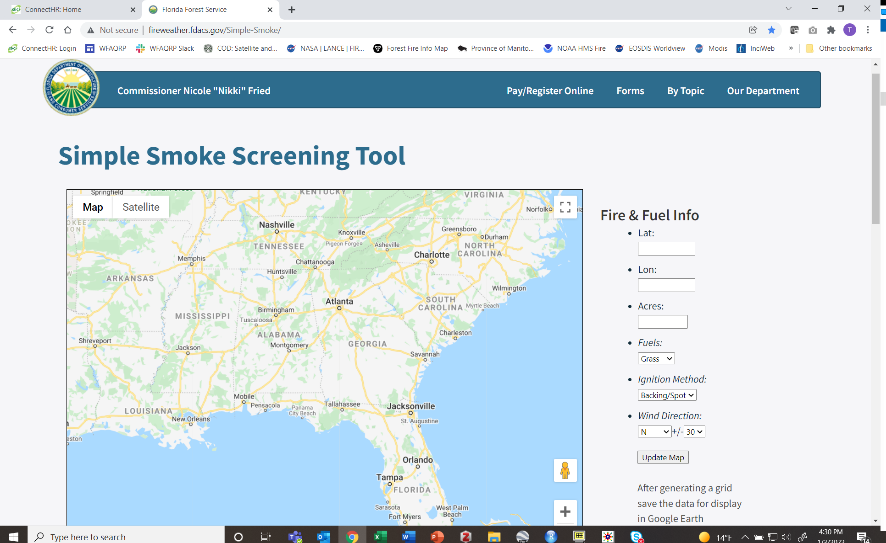 ConnectHR: Home
Florida Forest Service
Not secure | fireweather.fdacs.gov/Simple-Smoke/
T
ConnectHR: Login
WFAQRP
WFAQRP Slack
COD: Satellite and...
NASA | LANCE | FIR...
Forest Fire Info Map
Province of Manito...
NOAA HMS Fire
EOSDIS Worldview
Modis
InciWeb
»
Other bookmarks
Commissioner Nicole "Nikki" Fried
Pay/Register Online
Forms
By Topic
Our Department
Simple Smoke Screening Tool
Map
Satellite
Springfield
KENTUCKY
VIRGINIA
Norfolk
Nashville
Greensboro
Durham
Knoxville
Pigeon Forge
Asheville
TENNESSEE
NORTH
CAROLINA
Charlotte
Memphis
Chattanooga
Huntsville
ARKANSAS
Wilmington
Atlanta
SOUTH
CAROLINA
Myrtle Beach
MISSISSIPPI
Birmingham
Tuscaloosa
ALABAMA
Charleston
Shreveport
Jackson
Montgomery
GEORGIA
Savannah
Mobile
Pensacola
Panama
City Beach
Tallahassee
Jacksonville
LOUISIANA
New Orleans
St. Augustine
Orlando
Tampa
FLORIDA
Sarasota
Fort Myers
West Palm
Beach
Fire & Fuel Info
Lat:
Lon:
Acres:
Fuels:
Grass
Ignition Method:
Backing/Spot
Wind Direction:
N +/- 30
Update Map
After generating a grid
save the data for display
in Google Earth
Type here to search
14°F
4:30 PM